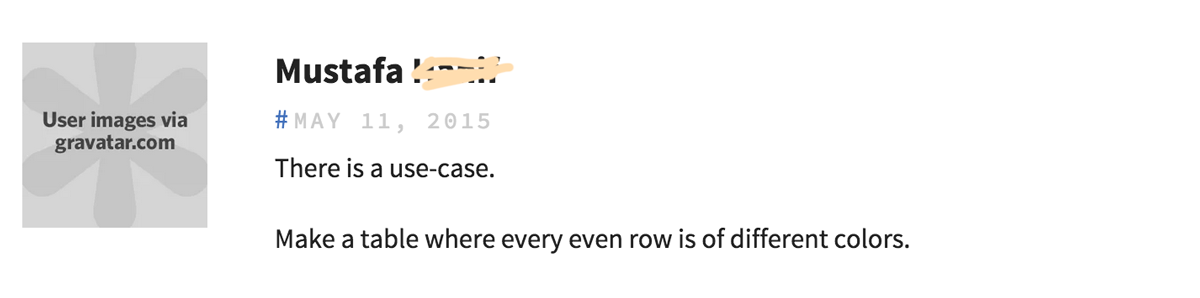 User images via
gravatar.com
Mustafa
#MAY 11, 2015
There is a use-case.
Make a table where every even row is of different colors.